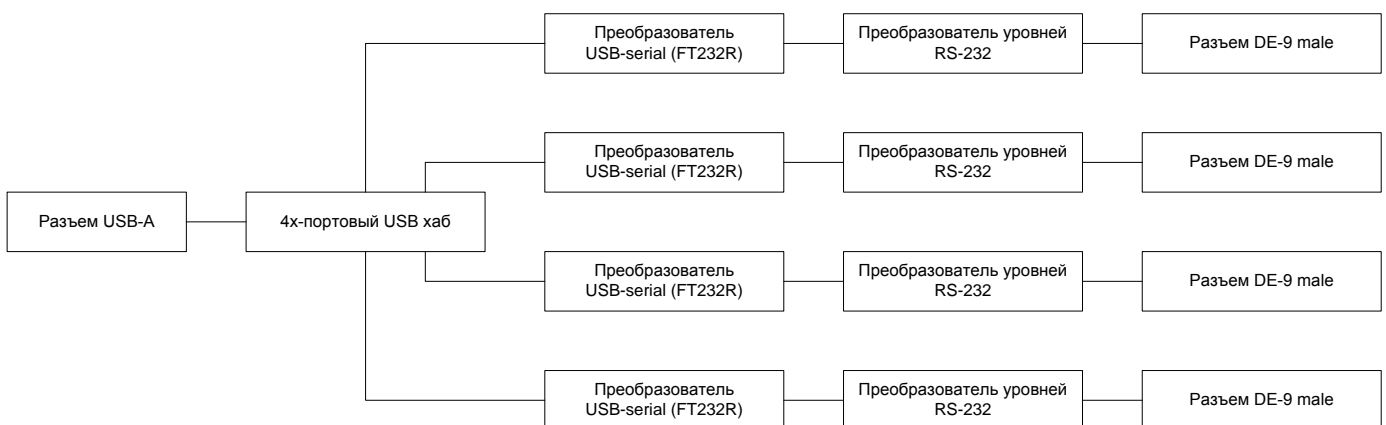 Преобразователь
USB-serial (FT232R)
Преобразователь уровней
RS-232
Разъем DE-9 male
Преобразователь
USB-serial (FT232R)
Преобразователь уровней
RS-232
Разъем DE-9 male
Разъем USB-A
4х-портовый USB хаб
Преобразователь
USB-serial (FT232R)
Преобразователь уровней
RS-232
Разъем DE-9 male
Преобразователь
USB-serial (FT232R)
Преобразователь уровней
RS-232
Разъем DE-9 male